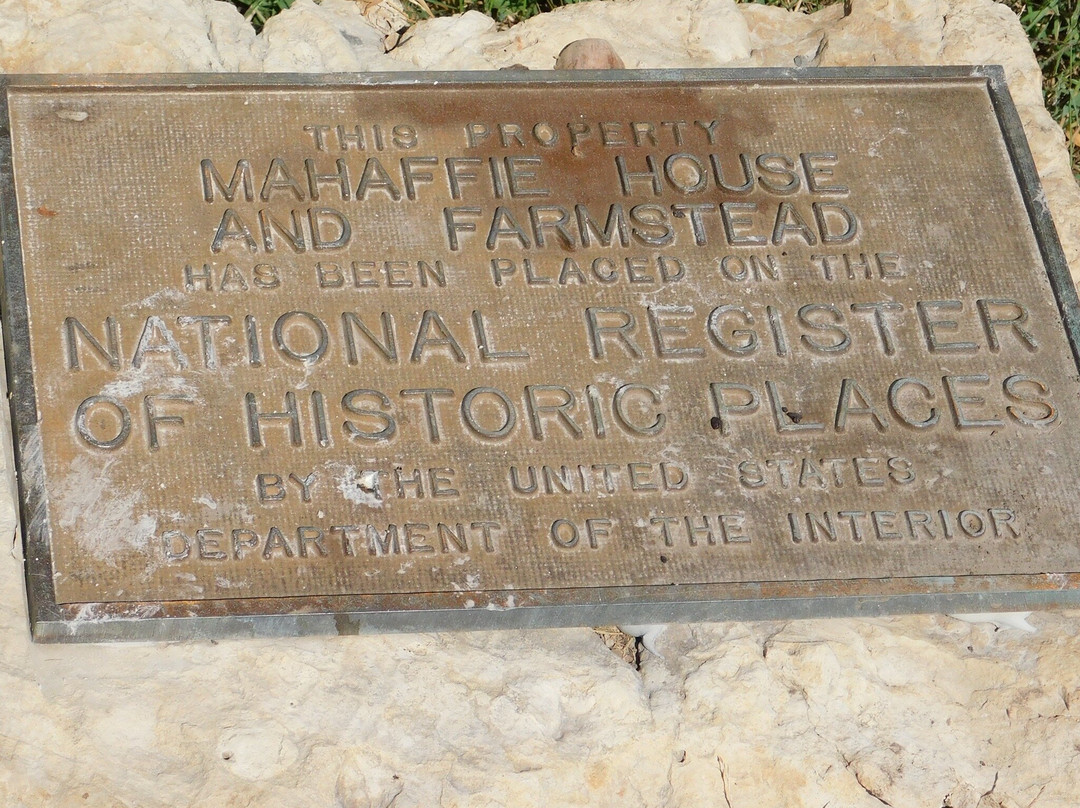 THIS PROPERTY
MAHAFFIE HOUSE
AND FARMSTEAD
HAS BEEN PLACED ON THE
NATIONAL REGISTER
OF HISTORIC PLACES
BY THE UNITED STATES
DEPARTMENT OF THE INTERIOR